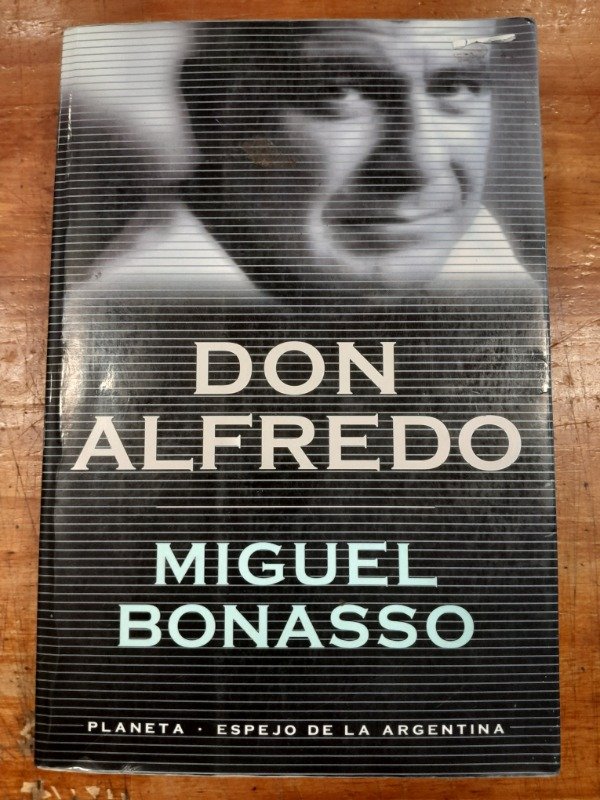 DON
ALFREDO
MIGUEL
BONASSO
PLANETA · ESPEJO DE LA ARGENTINA